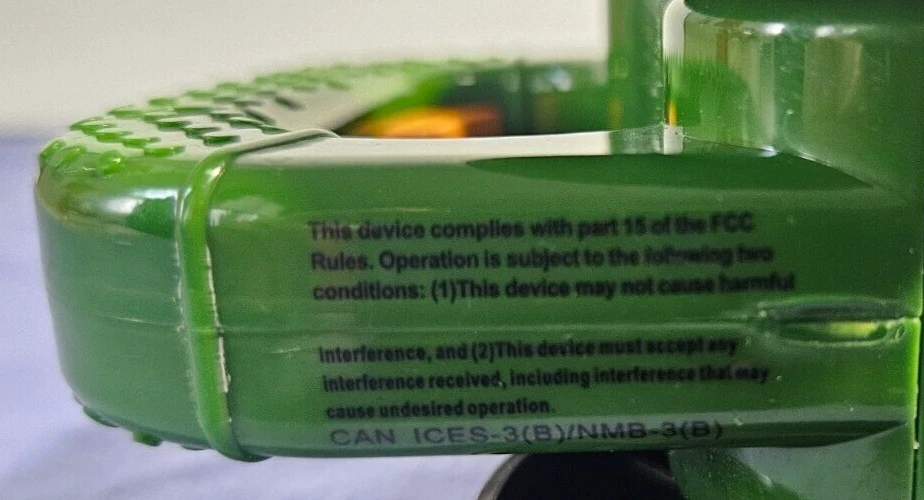 This device complies with part 15 of the FCC
Rules. Operation is subject to the following two
conditions: (1)This device may not cause harmful
Interference, and (2)This device must accept any
interference received, including interference that may
cause undesired operation.
CAN ICES-3(B)/NMB-3(B)